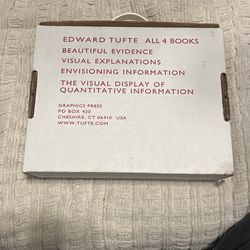 EDWARD TUFTE ALL 4 BOOKS
BEAUTIFUL EVIDENCE
VISUAL EXPLANATIONS
ENVISIONING INFORMATION
THE VISUAL DISPLAY OF
QUANTITATIVE INFORMATION
GRAPHICS PRESS
PO BOX 430
CHESHIRE, CT 06410 USA
WWW.TUFTE.COM